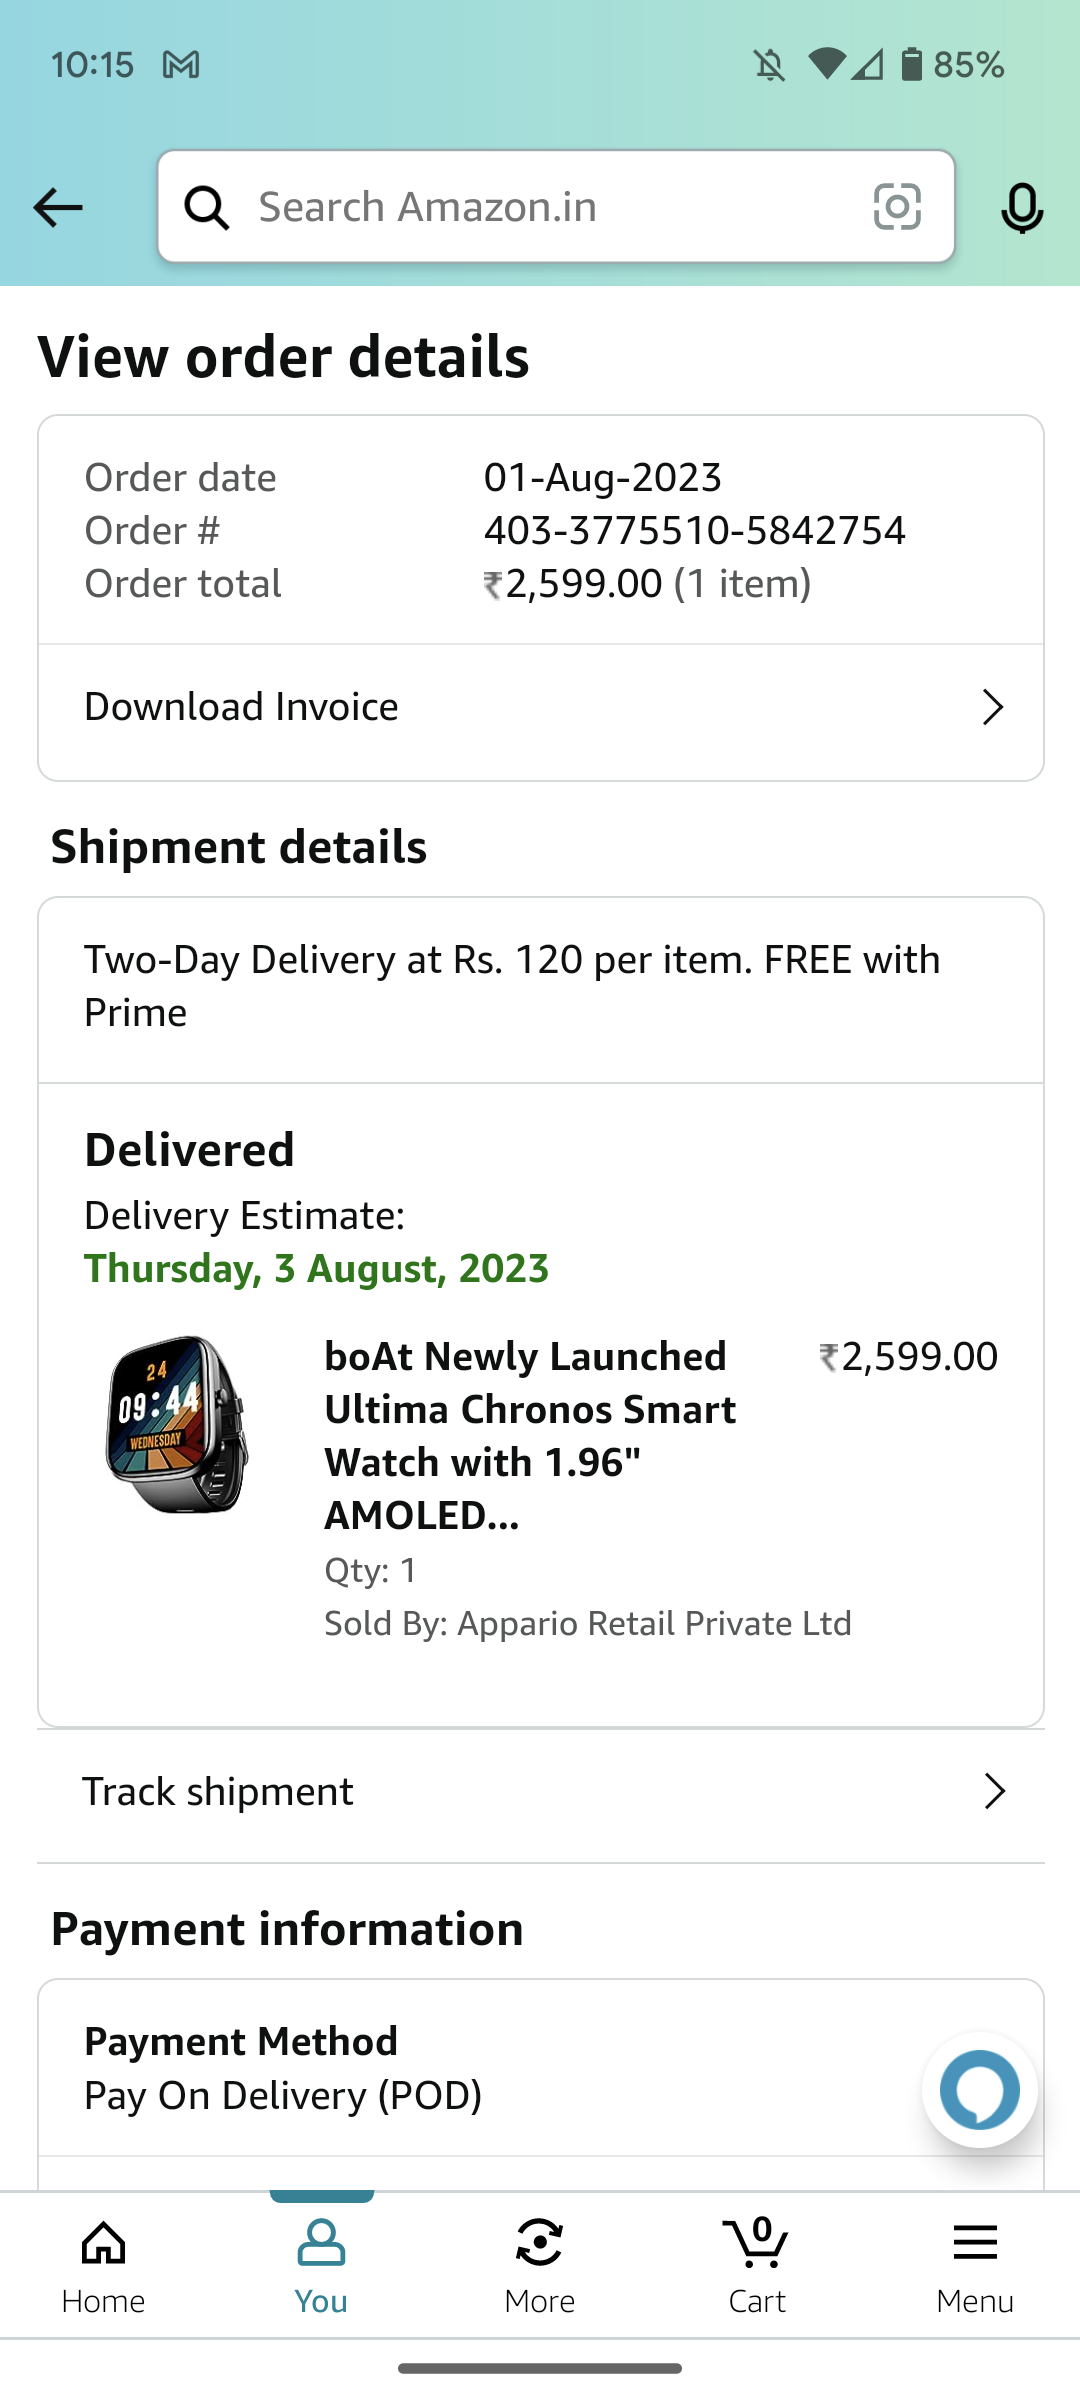 10:15
85%
Search Amazon.in
View order details
Order date 01-Aug-2023
Order # 403-3775510-5842754
Order total ₹2,599.00 (1 item)
Download Invoice
Shipment details
Two-Day Delivery at Rs. 120 per item. FREE with
Prime
Delivered
Delivery Estimate:
Thursday, 3 August, 2023
24
09:44
WEDNESDAY
boAt Newly Launched ₹2,599.00
Ultima Chronos Smart
Watch with 1.96"
AMOLED...
Qty: 1
Sold By: Appario Retail Private Ltd
Track shipment
Payment information
Payment Method
Pay On Delivery (POD)
0
Home You More Cart Menu